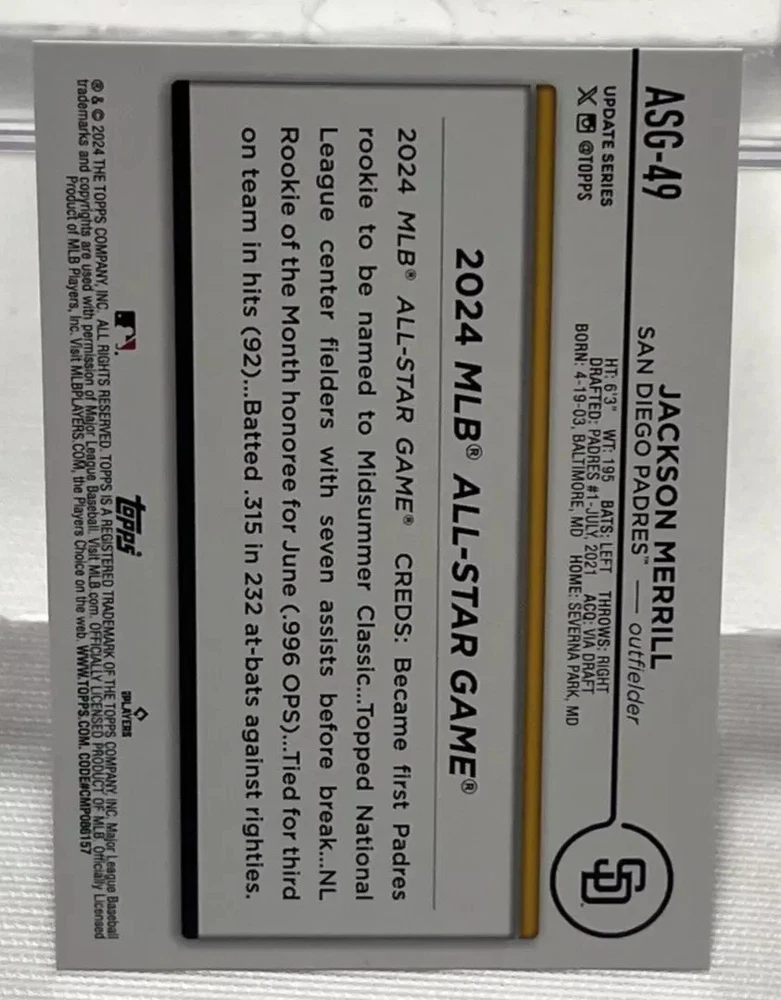 ASG-49
UPDATE SERIES
@TOPPS
JACKSON MERRILL
SAN DIEGO PADRES™ — outfielder
HT: 6'3" WT: 195 BATS: LEFT THROWS: RIGHT
DRAFTED: PADRES #1-JULY, 2021 ACQ: VIA DRAFT
BORN: 4-19-03, BALTIMORE, MD HOME: SEVERNA PARK, MD
SD
2024 MLB® ALL-STAR GAME®
2024 MLB® ALL-STAR GAME® CREDS: Became first Padres
rookie to be named to Midsummer Classic...Topped National
League center fielders with seven assists before break...NL
Rookie of the Month honoree for June (.996 OPS)...Tied for third
on team in hits (92)...Batted .315 in 232 at-bats against righties.
topps
PLAYERS
® & © 2024 THE TOPPS COMPANY, INC. ALL RIGHTS RESERVED. TOPPS IS A REGISTERED TRADEMARK OF THE TOPPS COMPANY, INC. Major League Baseball
trademarks and copyrights are used with permission of Major League Baseball. Visit MLB.com. OFFICIALLY LICENSED PRODUCT OF MLB Officially Licensed
Product of MLB Players, Inc. Visit MLBPLAYERS.COM, the Players Choice on the web. WWW.TOPPS.COM. CODE#CMP086157